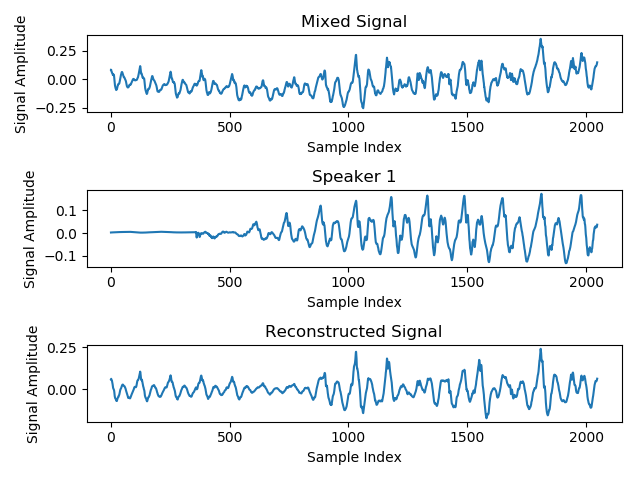 Mixed Signal
Signal Amplitude
0.25
0.00
−0.25
0 500 1000 1500 2000
Sample Index
Speaker 1
Signal Amplitude
0.1
0.0
−0.1
0 500 1000 1500 2000
Sample Index
Reconstructed Signal
Signal Amplitude
0.25
0.00
0 500 1000 1500 2000
Sample Index